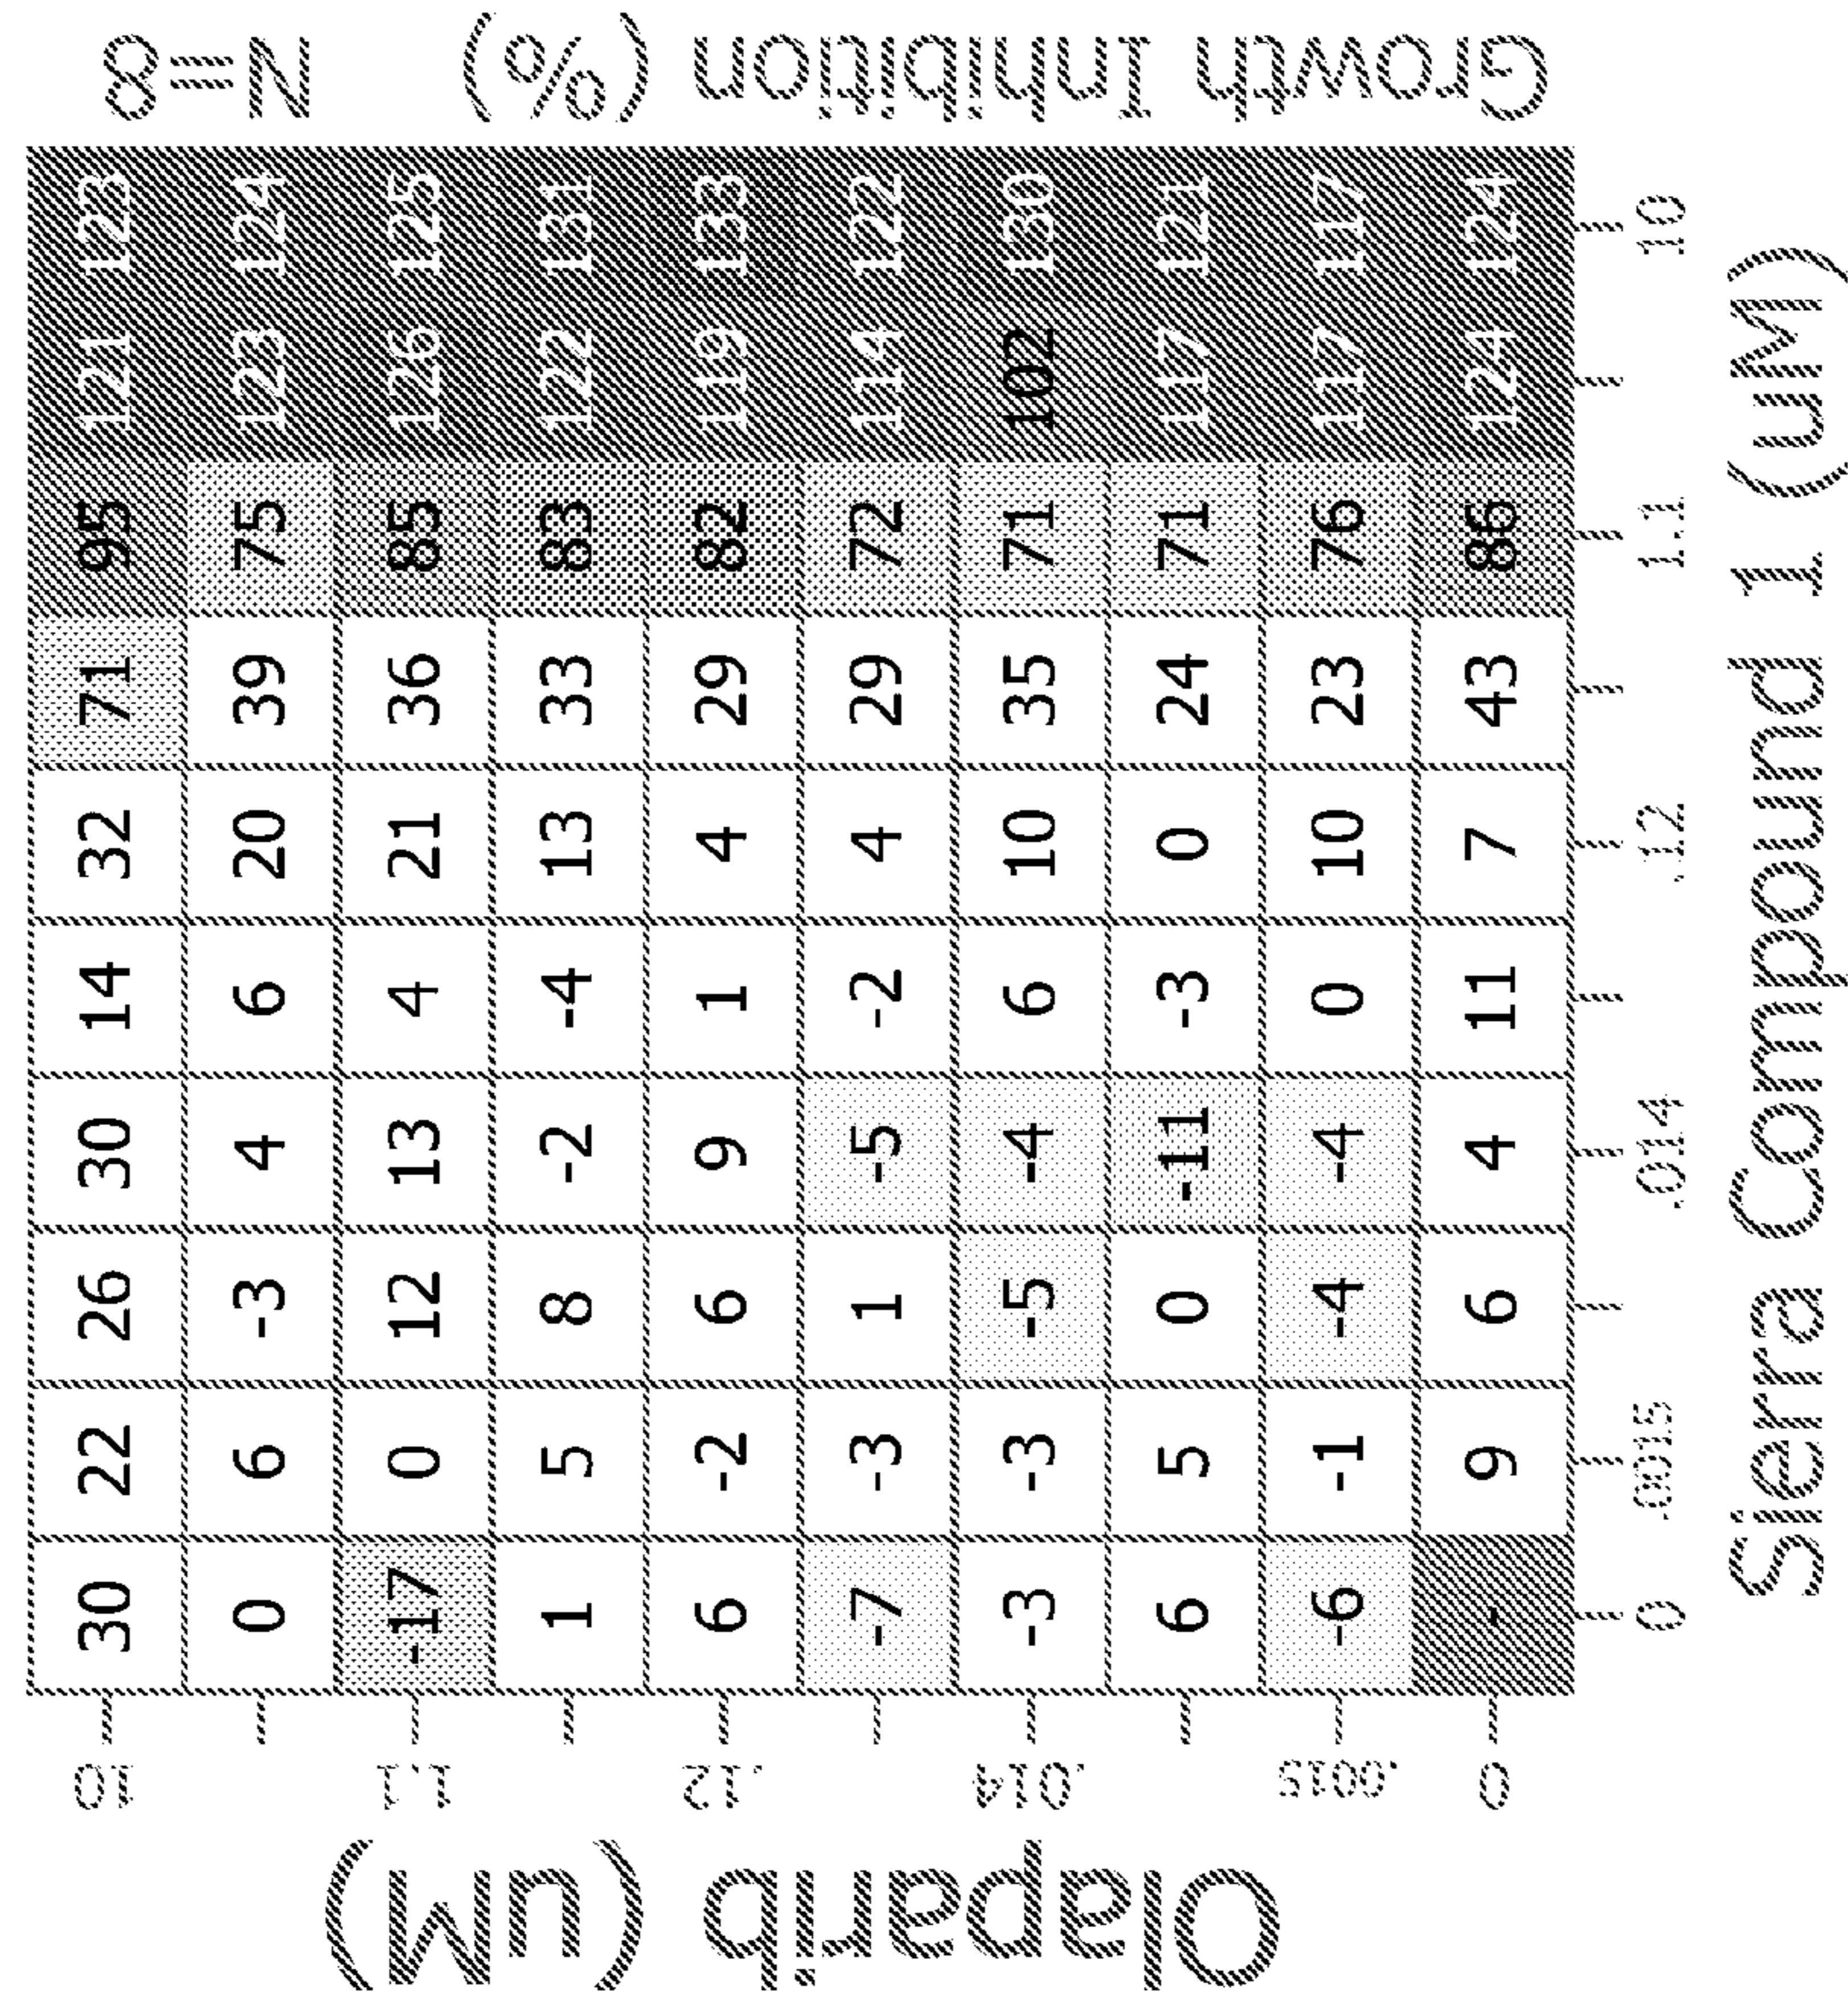 Olaparib (uM)
10 30 22 26 30 14 32 71 95 121 123
0 6 -3 4 6 20 39 75 123 124
1.1 -17 0 12 13 4 21 36 85 126 125
1 5 8 -2 -4 13 33 83 122 131
.12 6 -2 6 9 1 4 29 82 119 133
-7 -3 1 -5 -2 4 29 72 114 122
.014 -3 -3 -5 -4 6 10 35 71 102 130
6 5 0 -11 -3 0 24 71 117 121
.0015 -6 -1 -4 -4 0 10 23 76 117 117
0 - 9 6 4 11 7 43 86 124 124
0 .0015 .014 .12 1.1 10
Sierra Compound 1 (uM)
Growth Inhibition (%) N=8